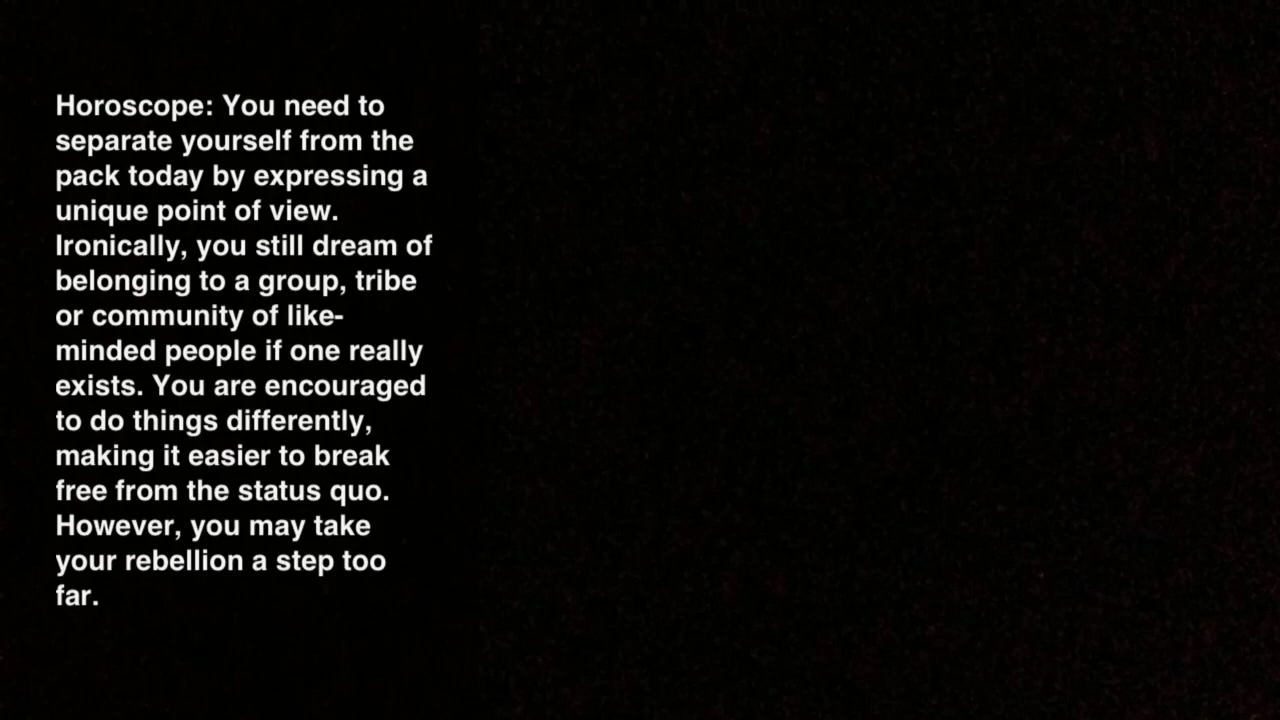 Horoscope: You need to
separate yourself from the
pack today by expressing a
unique point of view.
Ironically, you still dream of
belonging to a group, tribe
or community of like-
minded people if one really
exists. You are encouraged
to do things differently,
making it easier to break
free from the status quo.
However, you may take
your rebellion a step too
far.